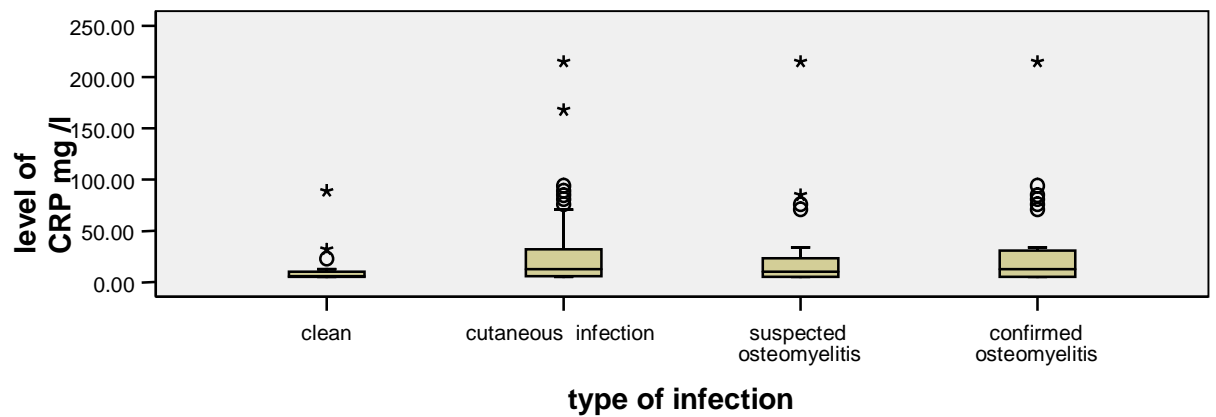 250.00
200.00
150.00
100.00
50.00
0.00
level of
CRP mg /l
clean
cutaneous infection
suspected
osteomyelitis
confirmed
osteomyelitis
type of infection